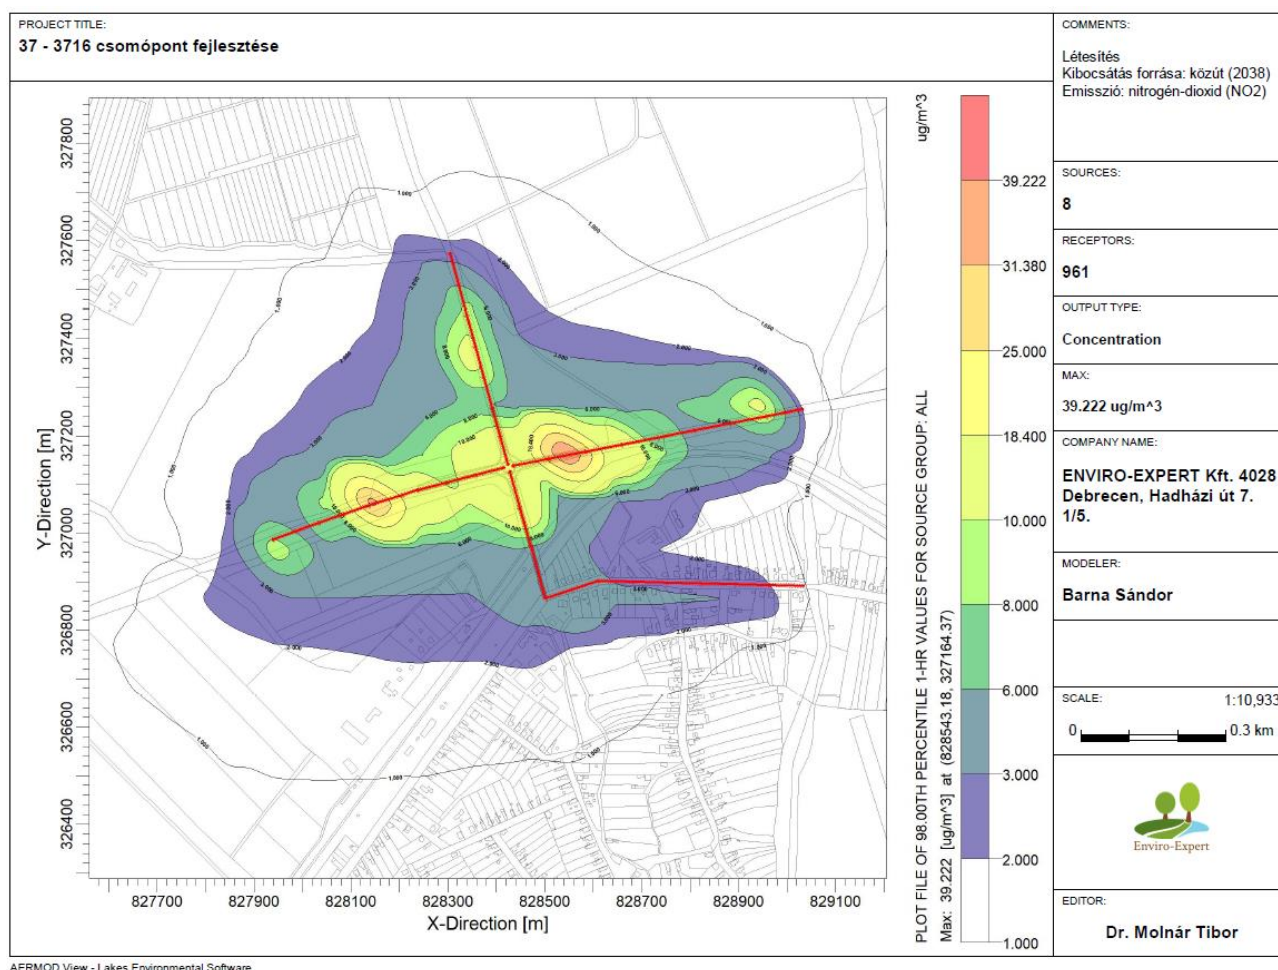 PROJECT TITLE:
37 - 3716 csomópont fejlesztése
COMMENTS:
Létesítés
Kibocsátás forrása: közút (2038)
Emisszió: nitrogén-dioxid (NO2)
SOURCES:
8
RECEPTORS:
961
OUTPUT TYPE:
Concentration
MAX:
39.222 ug/m^3
COMPANY NAME:
ENVIRO-EXPERT Kft. 4028
Debrecen, Hadházi út 7.
1/5.
MODELER:
Barna Sándor
SCALE:
1:10,933
0
0.3 km
Enviro-Expert
EDITOR:
Dr. Molnár Tibor
Y-Direction [m]
327800
327600
327400
327200
327000
326800
326600
326400
827700
827900
828100
828300
828500
828700
828900
829100
X-Direction [m]
PLOT FILE OF 98.00TH PERCENTILE 1-HR VALUES FOR SOURCE GROUP: ALL
Max: 39.222 [ug/m^3] at (828543.18, 327164.37)
ug/m^3
39.222
31.380
25.000
18.400
10.000
8.000
6.000
3.000
2.000
1.000
AERMOD View - Lakes Environmental Software